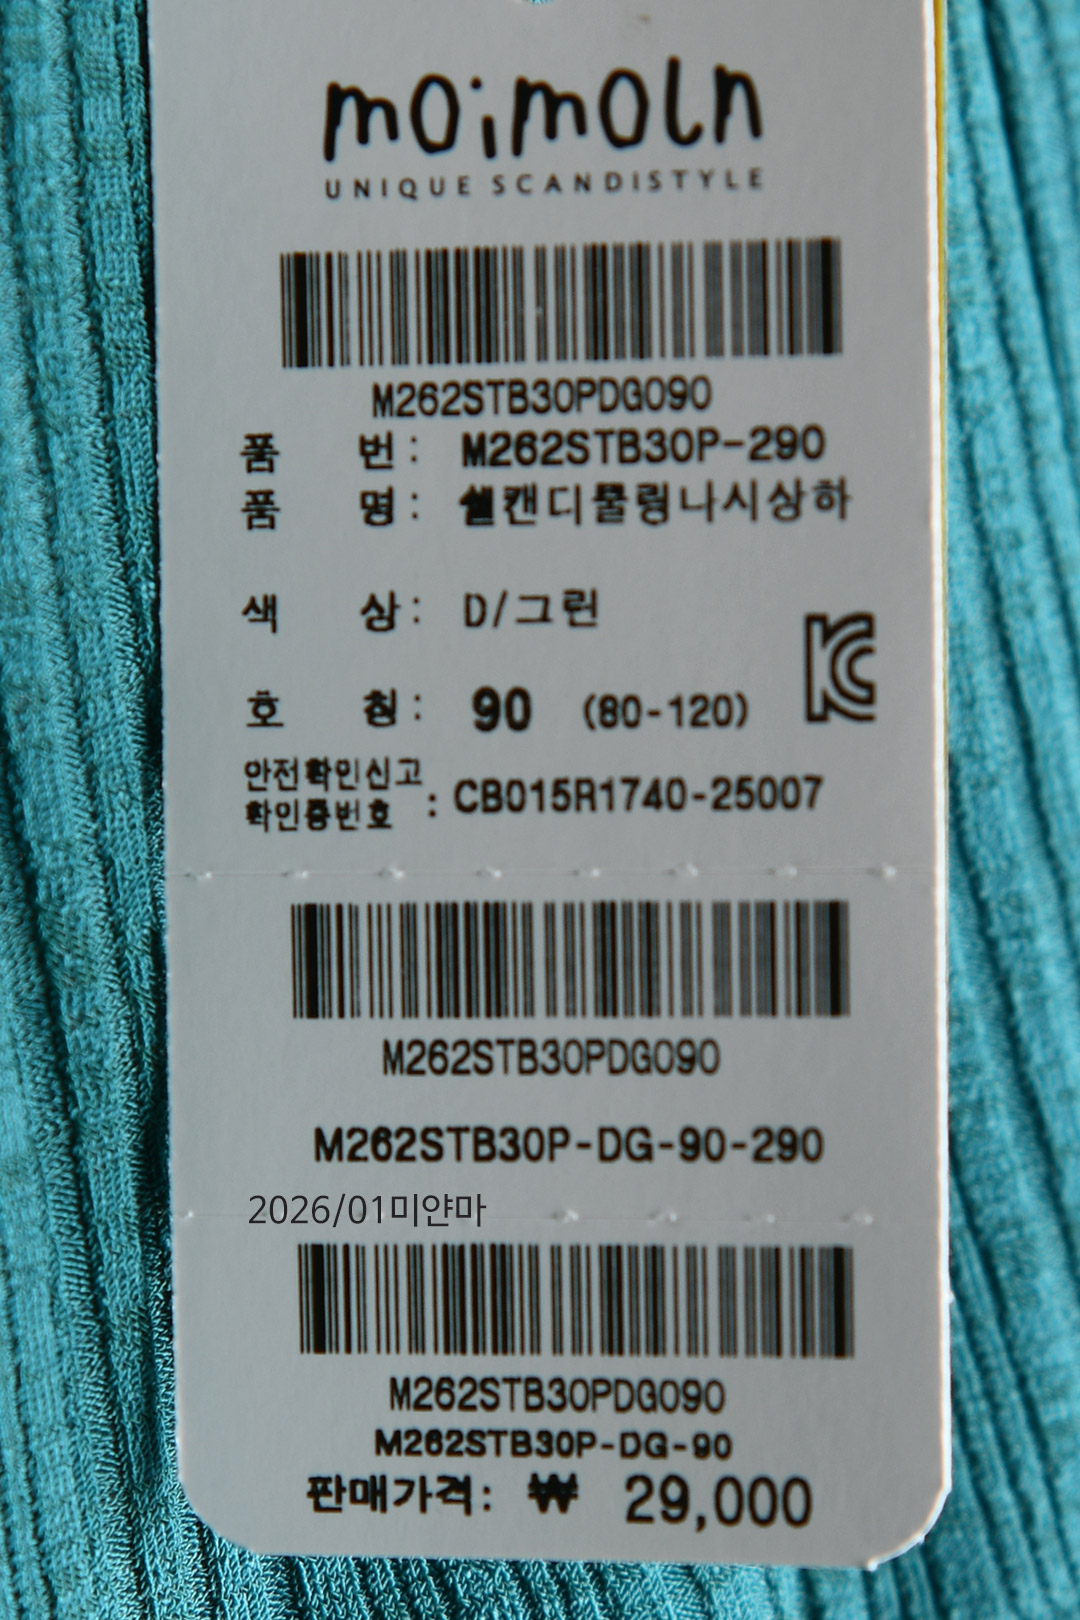 moimoln
UNIQUE SCANDISTYLE
M262STB30PDG090
품 번: M262STB30P-290
품 명: 쉘캔디쿨링나시상하
색 상: D/그린
호 칭: 90 (80-120)
안전확인신고
확인증번호 : CB015R1740-25007
M262STB30PDG090
M262STB30P-DG-90-290
2026/01미얀마
M262STB30PDG090
M262STB30P-DG-90
판매가격: ₩ 29,000